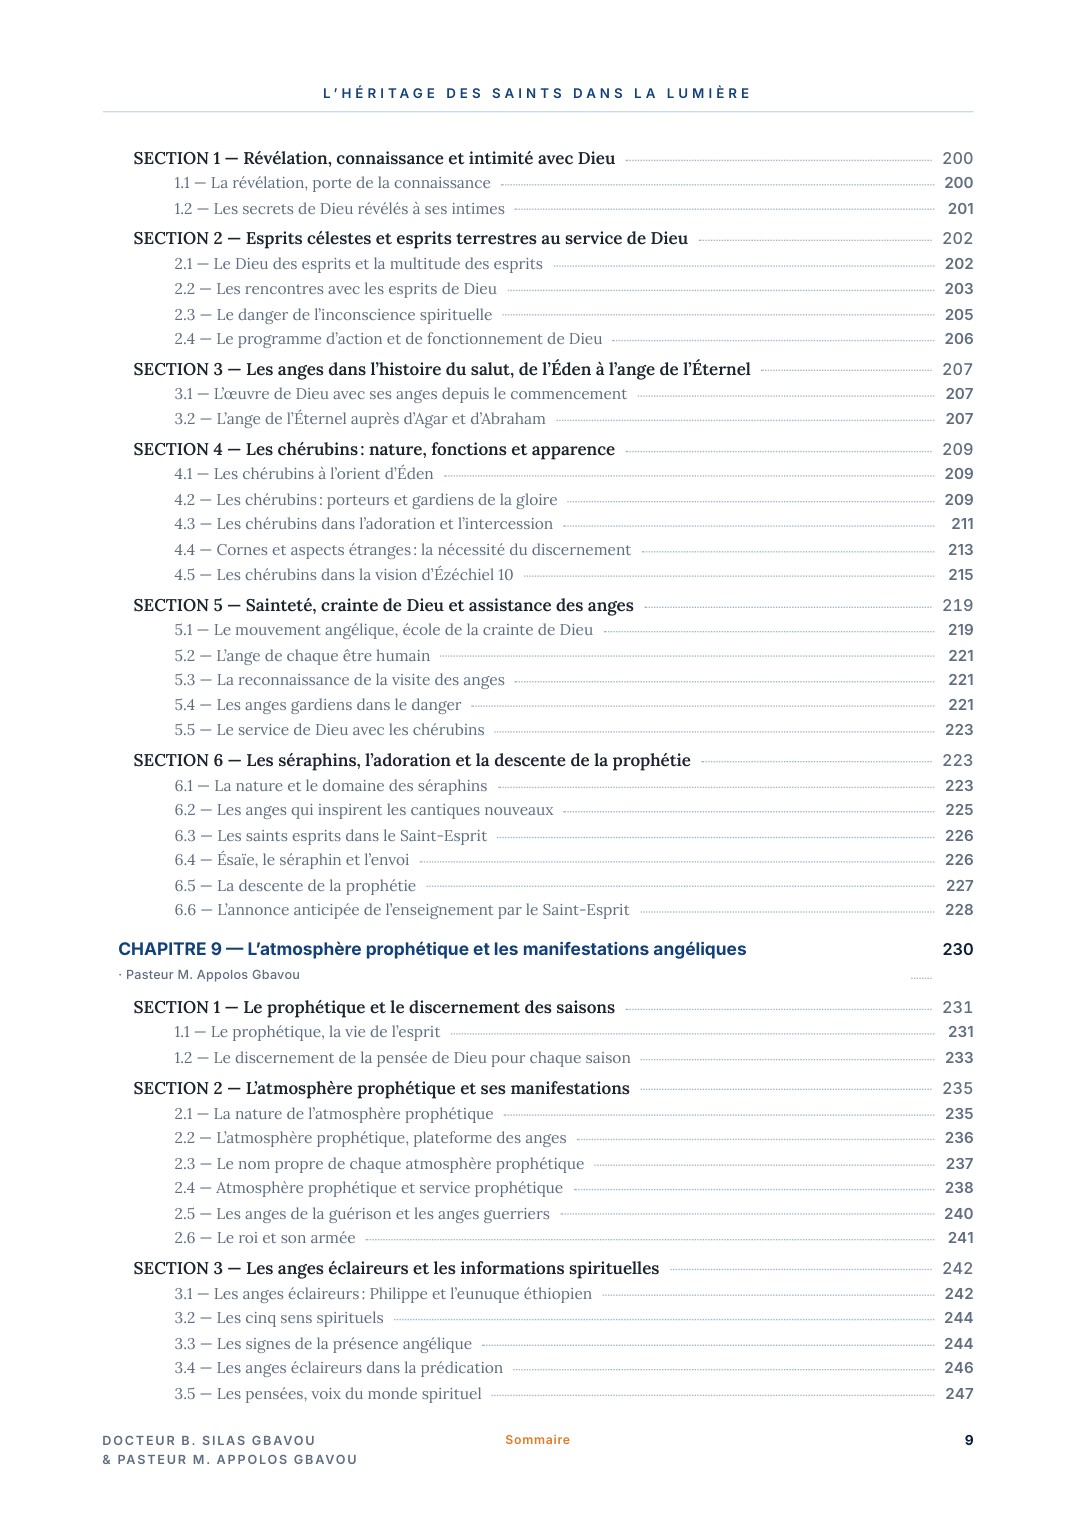 L’HÉRITAGE DES SAINTS DANS LA LUMIÈRE
SECTION 1 — Révélation, connaissance et intimité avec Dieu 200
1.1 — La révélation, porte de la connaissance 200
1.2 — Les secrets de Dieu révélés à ses intimes 201
SECTION 2 — Esprits célestes et esprits terrestres au service de Dieu 202
2.1 — Le Dieu des esprits et la multitude des esprits 202
2.2 — Les rencontres avec les esprits de Dieu 203
2.3 — Le danger de l’inconscience spirituelle 205
2.4 — Le programme d’action et de fonctionnement de Dieu 206
SECTION 3 — Les anges dans l’histoire du salut, de l’Éden à l’ange de l’Éternel 207
3.1 — L’œuvre de Dieu avec ses anges depuis le commencement 207
3.2 — L’ange de l’Éternel auprès d’Agar et d’Abraham 207
SECTION 4 — Les chérubins : nature, fonctions et apparence 209
4.1 — Les chérubins à l’orient d’Éden 209
4.2 — Les chérubins : porteurs et gardiens de la gloire 209
4.3 — Les chérubins dans l’adoration et l’intercession 211
4.4 — Cornes et aspects étranges : la nécessité du discernement 213
4.5 — Les chérubins dans la vision d’Ézéchiel 10 215
SECTION 5 — Sainteté, crainte de Dieu et assistance des anges 219
5.1 — Le mouvement angélique, école de la crainte de Dieu 219
5.2 — L’ange de chaque être humain 221
5.3 — La reconnaissance de la visite des anges 221
5.4 — Les anges gardiens dans le danger 221
5.5 — Le service de Dieu avec les chérubins 223
SECTION 6 — Les séraphins, l’adoration et la descente de la prophétie 223
6.1 — La nature et le domaine des séraphins 223
6.2 — Les anges qui inspirent les cantiques nouveaux 225
6.3 — Les saints esprits dans le Saint-Esprit 226
6.4 — Ésaïe, le séraphin et l’envoi 226
6.5 — La descente de la prophétie 227
6.6 — L’annonce anticipée de l’enseignement par le Saint-Esprit 228
CHAPITRE 9 — L’atmosphère prophétique et les manifestations angéliques 230
· Pasteur M. Appolos Gbavou
SECTION 1 — Le prophétique et le discernement des saisons 231
1.1 — Le prophétique, la vie de l’esprit 231
1.2 — Le discernement de la pensée de Dieu pour chaque saison 233
SECTION 2 — L’atmosphère prophétique et ses manifestations 235
2.1 — La nature de l’atmosphère prophétique 235
2.2 — L’atmosphère prophétique, plateforme des anges 236
2.3 — Le nom propre de chaque atmosphère prophétique 237
2.4 — Atmosphère prophétique et service prophétique 238
2.5 — Les anges de la guérison et les anges guerriers 240
2.6 — Le roi et son armée 241
SECTION 3 — Les anges éclaireurs et les informations spirituelles 242
3.1 — Les anges éclaireurs : Philippe et l’eunuque éthiopien 242
3.2 — Les cinq sens spirituels 244
3.3 — Les signes de la présence angélique 244
3.4 — Les anges éclaireurs dans la prédication 246
3.5 — Les pensées, voix du monde spirituel 247
DOCTEUR B. SILAS GBAVOU
& PASTEUR M. APPOLOS GBAVOU
Sommaire
9